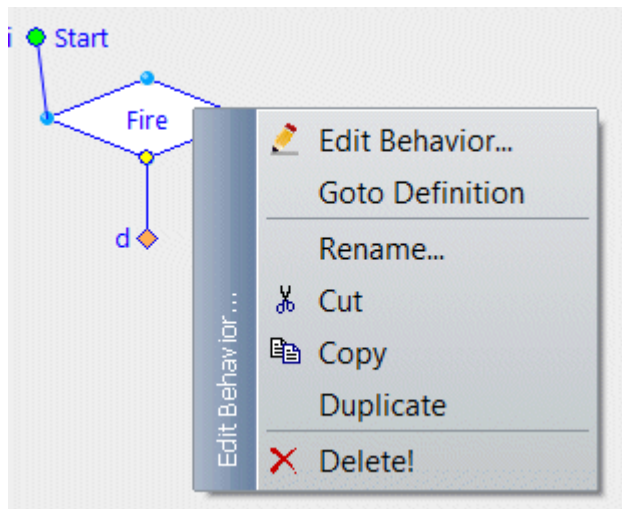 i Start
Fire
d
Edit Behavior...
Edit Behavior...
Goto Definition
Rename...
Cut
Copy
Duplicate
Delete!